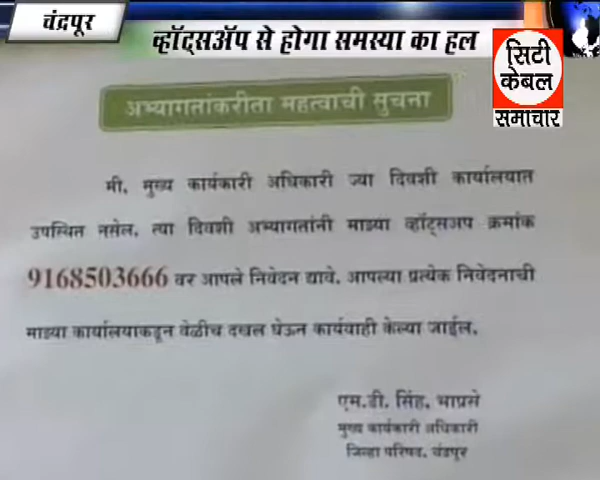 चंद्रपूर
व्हॉट्सअ‍ॅप से होगा समस्या का हल
सिटी
केबल
समाचार
अभ्यागतांकरीता महत्वाची सुचना
मी, मुख्य कार्यकारी अधिकारी ज्या दिवशी कार्यालयात
उपस्थित नसेल, त्या दिवशी अभ्यागतांनी माझ्या व्हॉट्सअप क्रमांक
9168503666 वर आपले निवेदन द्यावे. आपल्या प्रत्येक निवेदनाची
माझ्या कार्यालयाकडून वेळीच दखल घेऊन कार्यवाही केल्या जाईल.
एम.डी. सिंह, भाप्रसे
मुख्य कार्यकारी अधिकारी
जिल्हा परिषद, चंद्रपुर